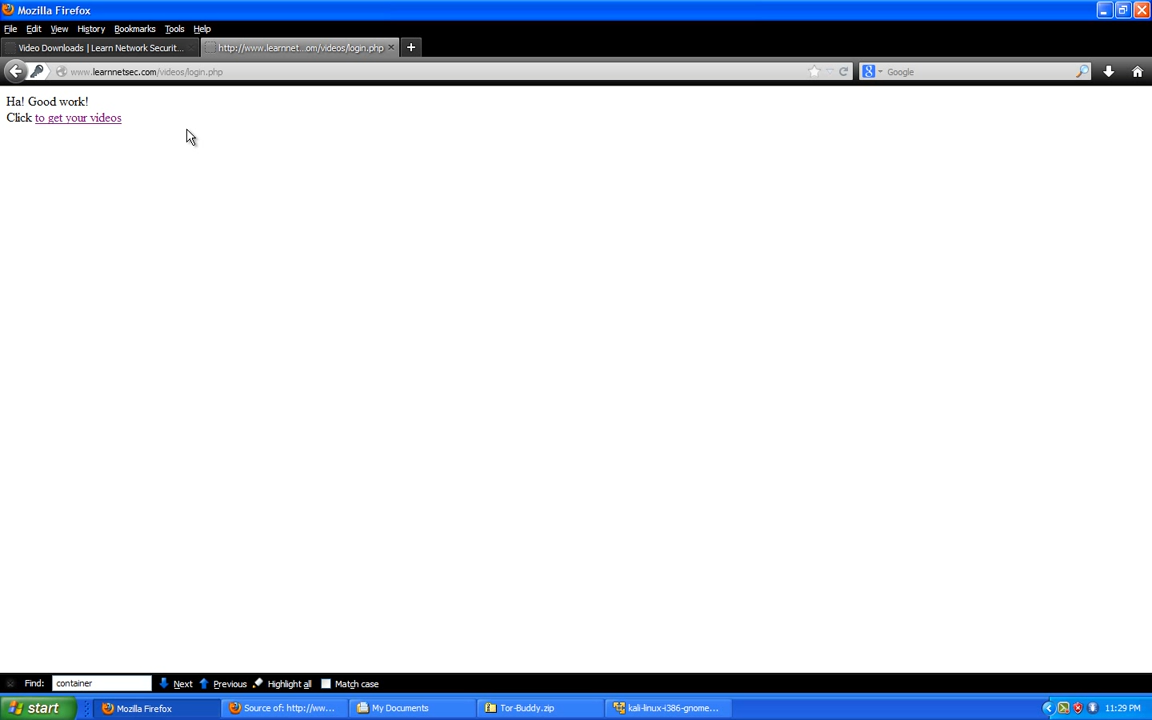 Mozilla Firefox
File Edit View History Bookmarks Tools Help
Video Downloads | Learn Network Securit...
http://www.learnnet...om/videos/login.php
www.learnnetsec.com/videos/login.php
Google
Ha! Good work!
Click to get your videos
Find: container Next Previous Highlight all Match case
start Mozilla Firefox Source of: http://ww... My Documents Tor-Buddy.zip kali-linux-i386-gnome... 11:29 PM